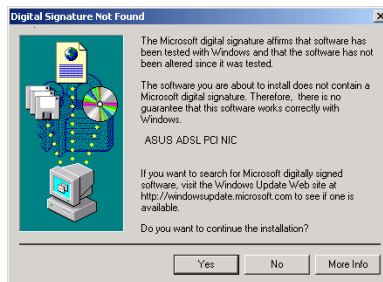 Digital Signature Not Found
The Microsoft digital signature affirms that software has
been tested with Windows and that the software has not
been altered since it was tested.
The software you are about to install does not contain a
Microsoft digital signature. Therefore, there is no
guarantee that this software works correctly with
Windows.
ASUS ADSL PCI NIC
If you want to search for Microsoft digitally signed
software, visit the Windows Update Web site at
http://windowsupdate.microsoft.com to see if one is
available.
Do you want to continue the installation?
Yes No More Info